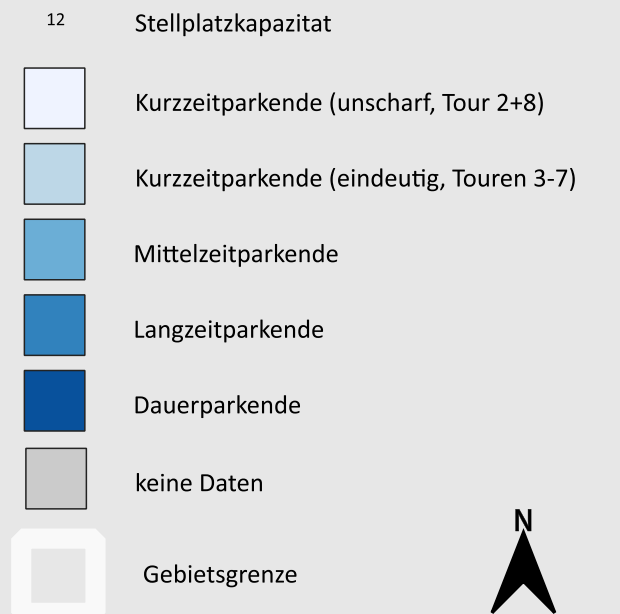 12 Stellplatzkapazitat
Kurzzeitparkende (unscharf, Tour 2+8)
Kurzzeitparkende (eindeutig, Touren 3-7)
Mittelzeitparkende
Langzeitparkende
Dauerparkende
keine Daten
N
Gebietsgrenze